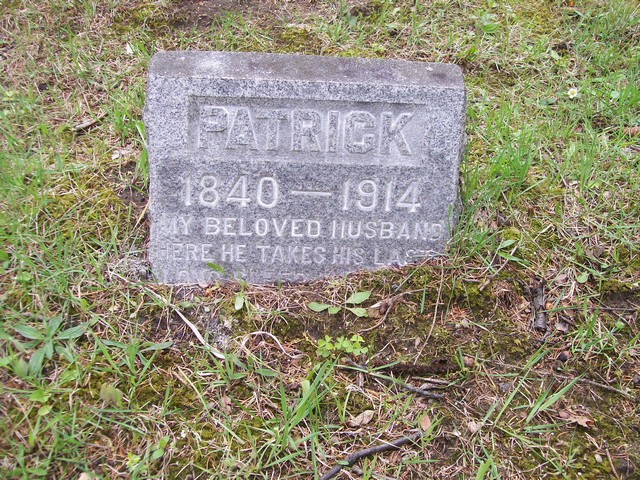 PATRICK
1840 — 1914
MY BELOVED HUSBAND
HERE HE TAKES HIS LAST